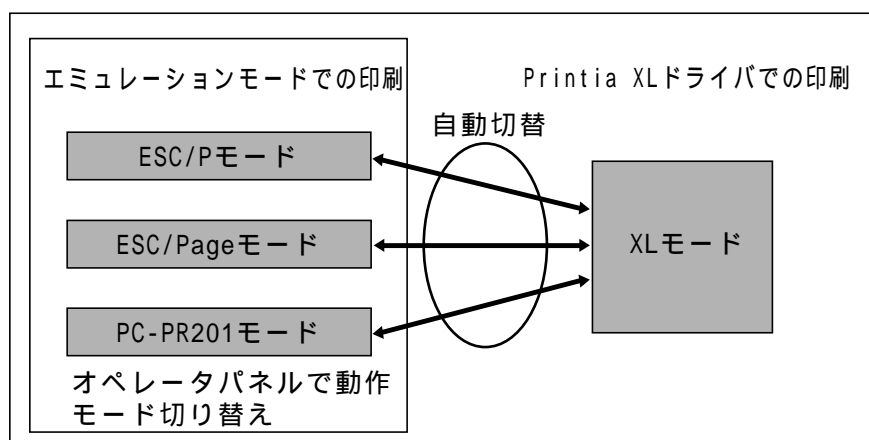 エミュレーションモードでの印刷
Printia XLドライバでの印刷
自動切替
ESC/Pモード
ESC/Pageモード
XLモード
PC-PR201モード
オペレータパネルで動作
モード切り替え